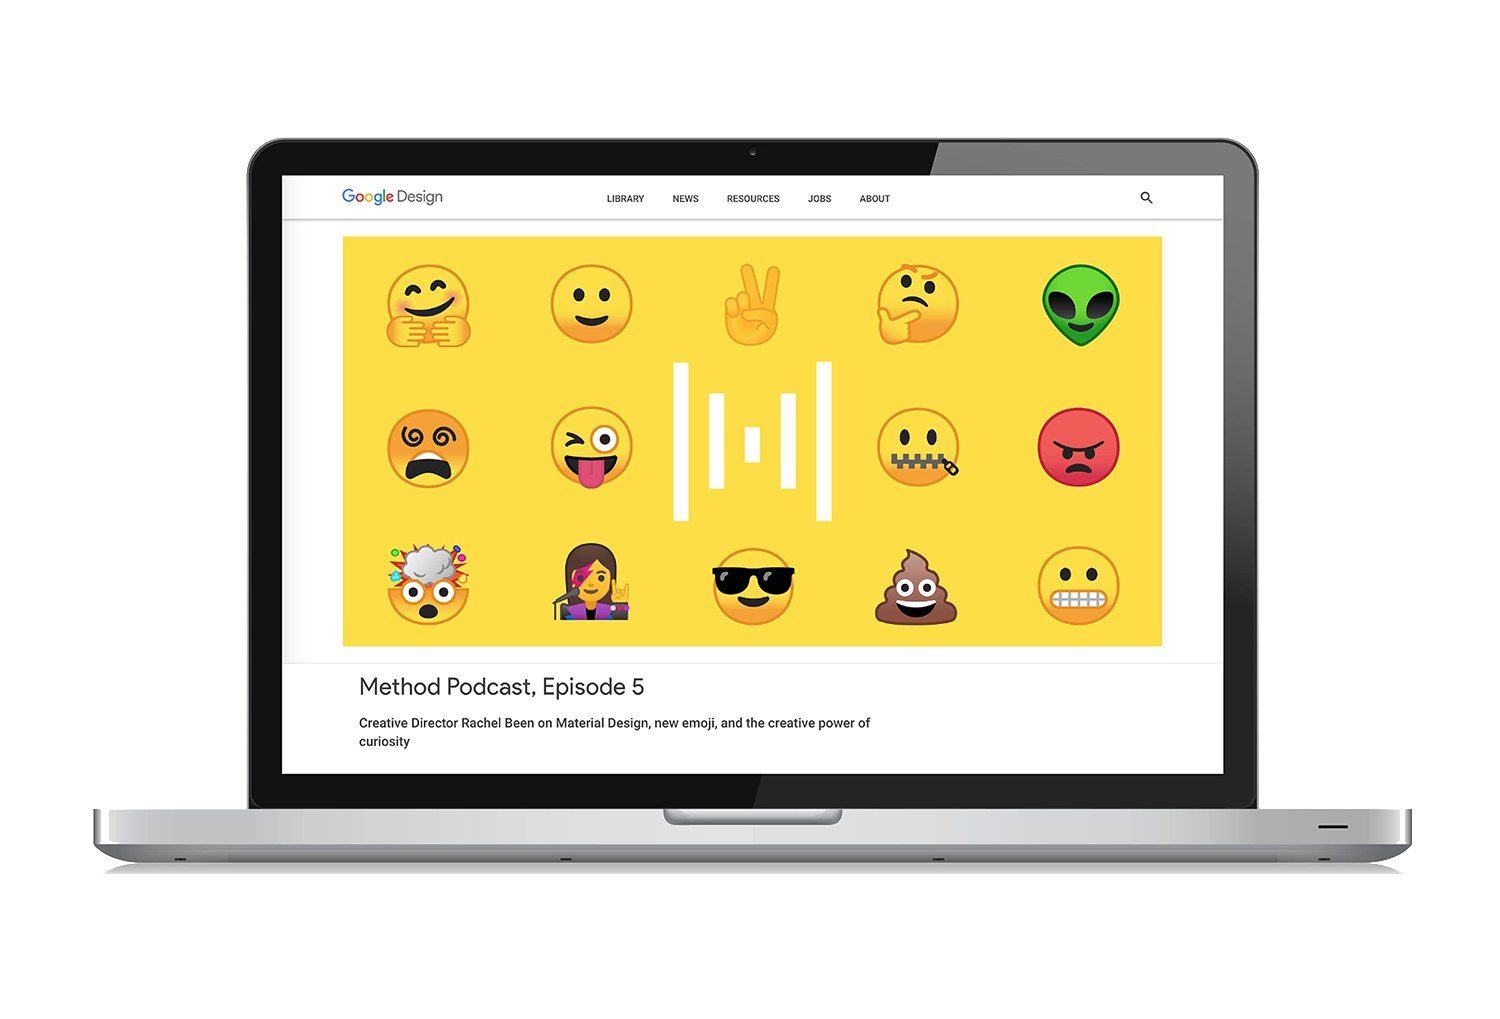 Google Design
LIBRARY NEWS RESOURCES JOBS ABOUT
Method Podcast, Episode 5
Creative Director Rachel Been on Material Design, new emoji, and the creative power of
curiosity